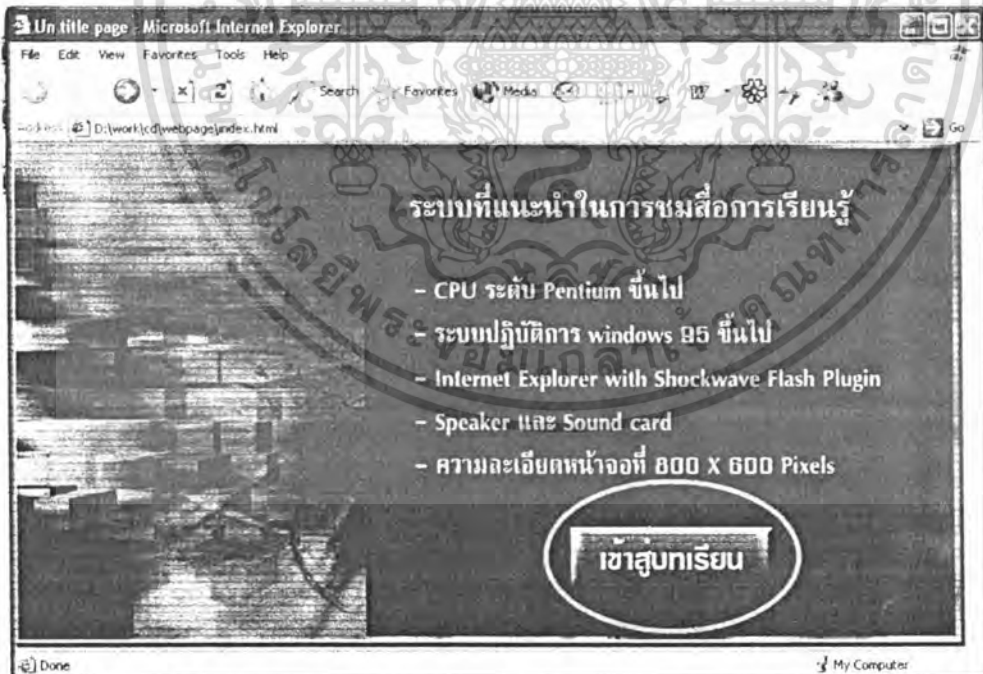 Un title page - Microsoft Internet Explorer
File Edit View Favorites Tools Help
Search Favorites Media
D:\work\cd\webpage\index.html Go
ระบบที่แนะนำในการชมสื่อการเรียนรู้
- CPU ระดับ Pentium ขึ้นไป
- ระบบปฏิบัติการ windows 95 ขึ้นไป
- Internet Explorer with Shockwave Flash Plugin
- Speaker และ Sound card
- ความละเอียดหน้าจอที่ 800 X 600 Pixels
เข้าสู่บทเรียน
Done My Computer